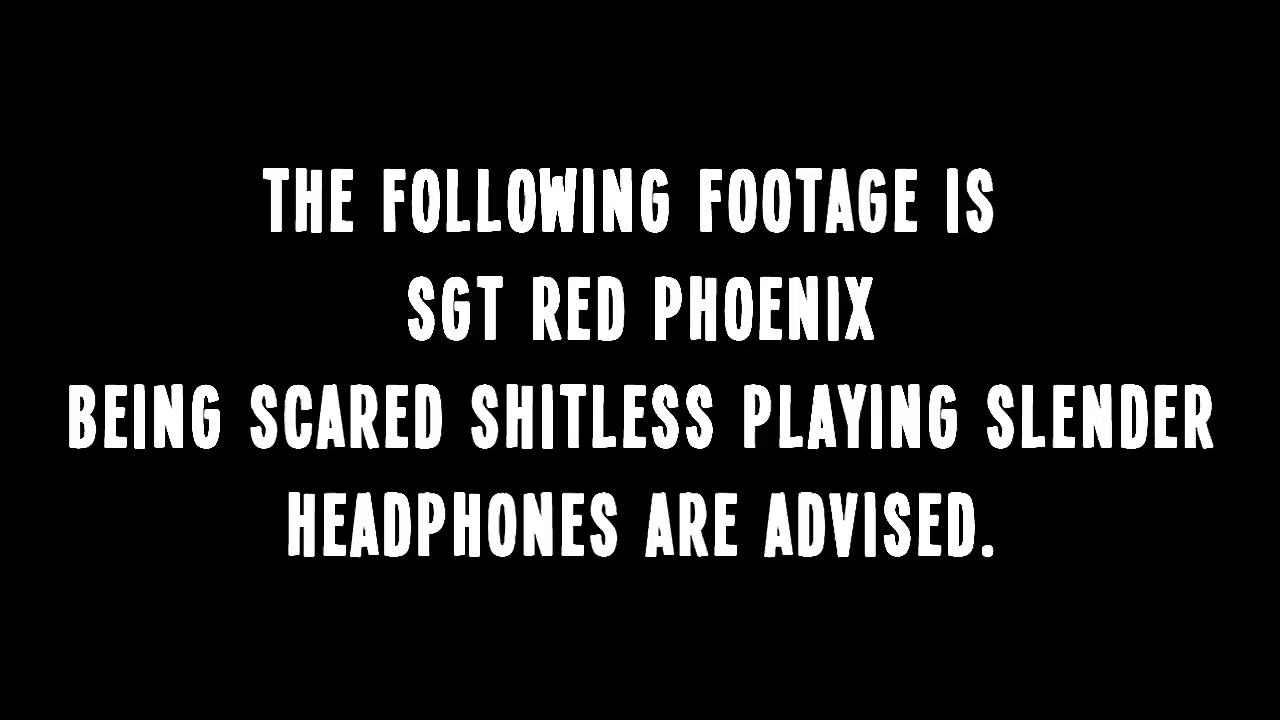 THE FOLLOWING FOOTAGE IS
SGT RED PHOENIX
BEING SCARED SHITLESS PLAYING SLENDER
HEADPHONES ARE ADVISED.